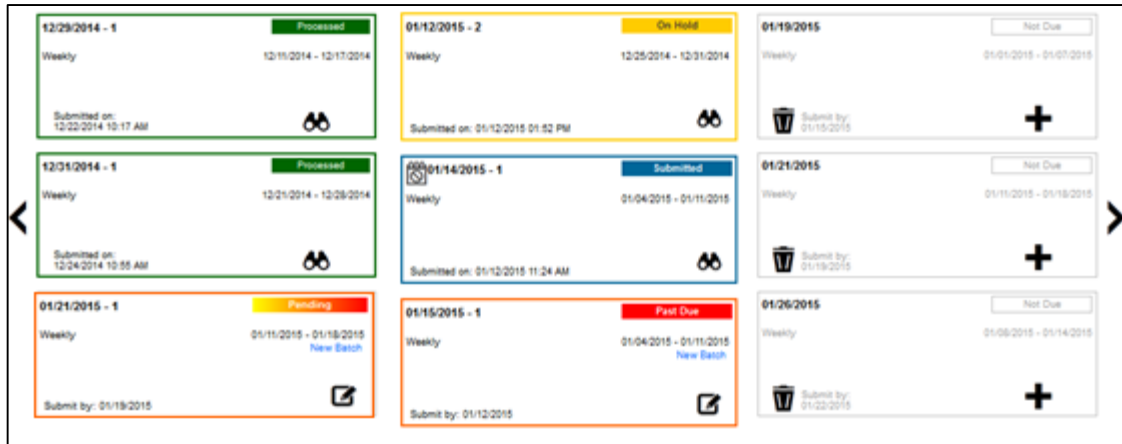 12/29/2014 - 1
Processed
Weekly
12/11/2014 - 12/17/2014
Submitted on:
12/22/2014 10:17 AM
12/31/2014 - 1
Processed
Weekly
12/21/2014 - 12/28/2014
Submitted on:
12/24/2014 10:55 AM
01/21/2015 - 1
Pending
Weekly
01/11/2015 - 01/18/2015
New Batch
Submit by: 01/19/2015
01/12/2015 - 2
On Hold
Weekly
12/25/2014 - 12/31/2014
Submitted on: 01/12/2015 01:52 PM
01/14/2015 - 1
Submitted
Weekly
01/04/2015 - 01/11/2015
Submitted on: 01/12/2015 11:24 AM
01/15/2015 - 1
Past Due
Weekly
01/04/2015 - 01/11/2015
New Batch
Submit by: 01/12/2015
01/19/2015
Not Due
Weekly
01/01/2015 - 01/07/2015
Submit by:
01/15/2015
01/21/2015
Not Due
Weekly
01/11/2015 - 01/18/2015
Submit by:
01/19/2015
01/26/2015
Not Due
Weekly
01/08/2015 - 01/14/2015
Submit by:
01/22/2015